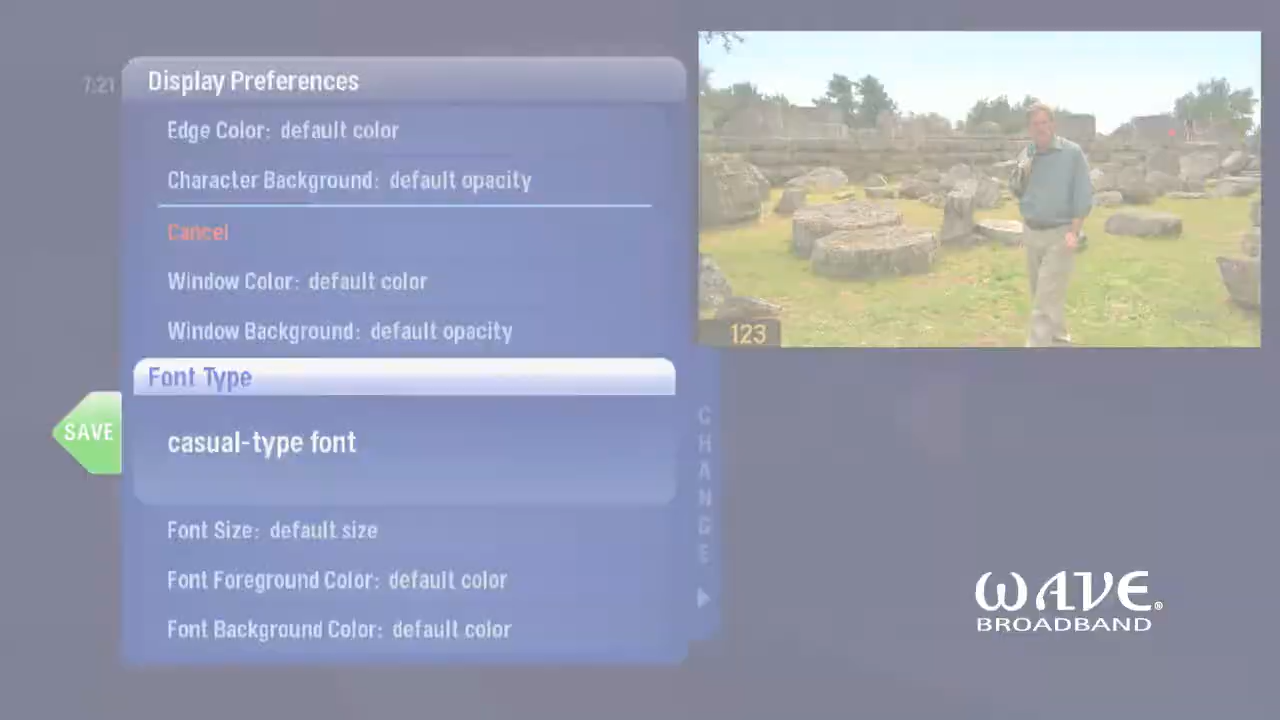 7:21
Display Preferences
Edge Color: default color
Character Background: default opacity
Cancel
Window Color: default color
Window Background: default opacity
Font Type
SAVE
casual-type font
Font Size: default size
Font Foreground Color: default color
Font Background Color: default color
CHANGE
123
WAVE®
BROADBAND